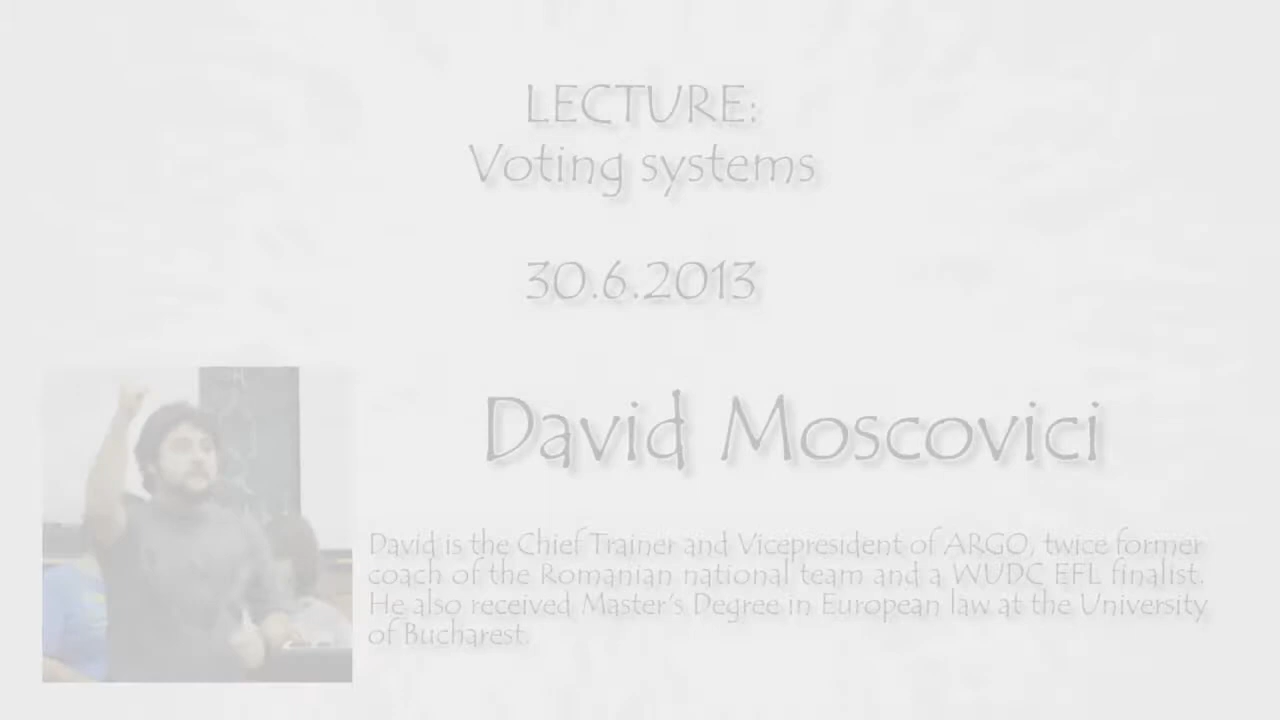 LECTURE:
Voting systems
30.6.2013
David Moscovici
David is the Chief Trainer and Vicepresident of ARGO, twice former
coach of the Romanian national team and a WUDC EFL finalist.
He also received Master's Degree in European law at the University
of Bucharest.